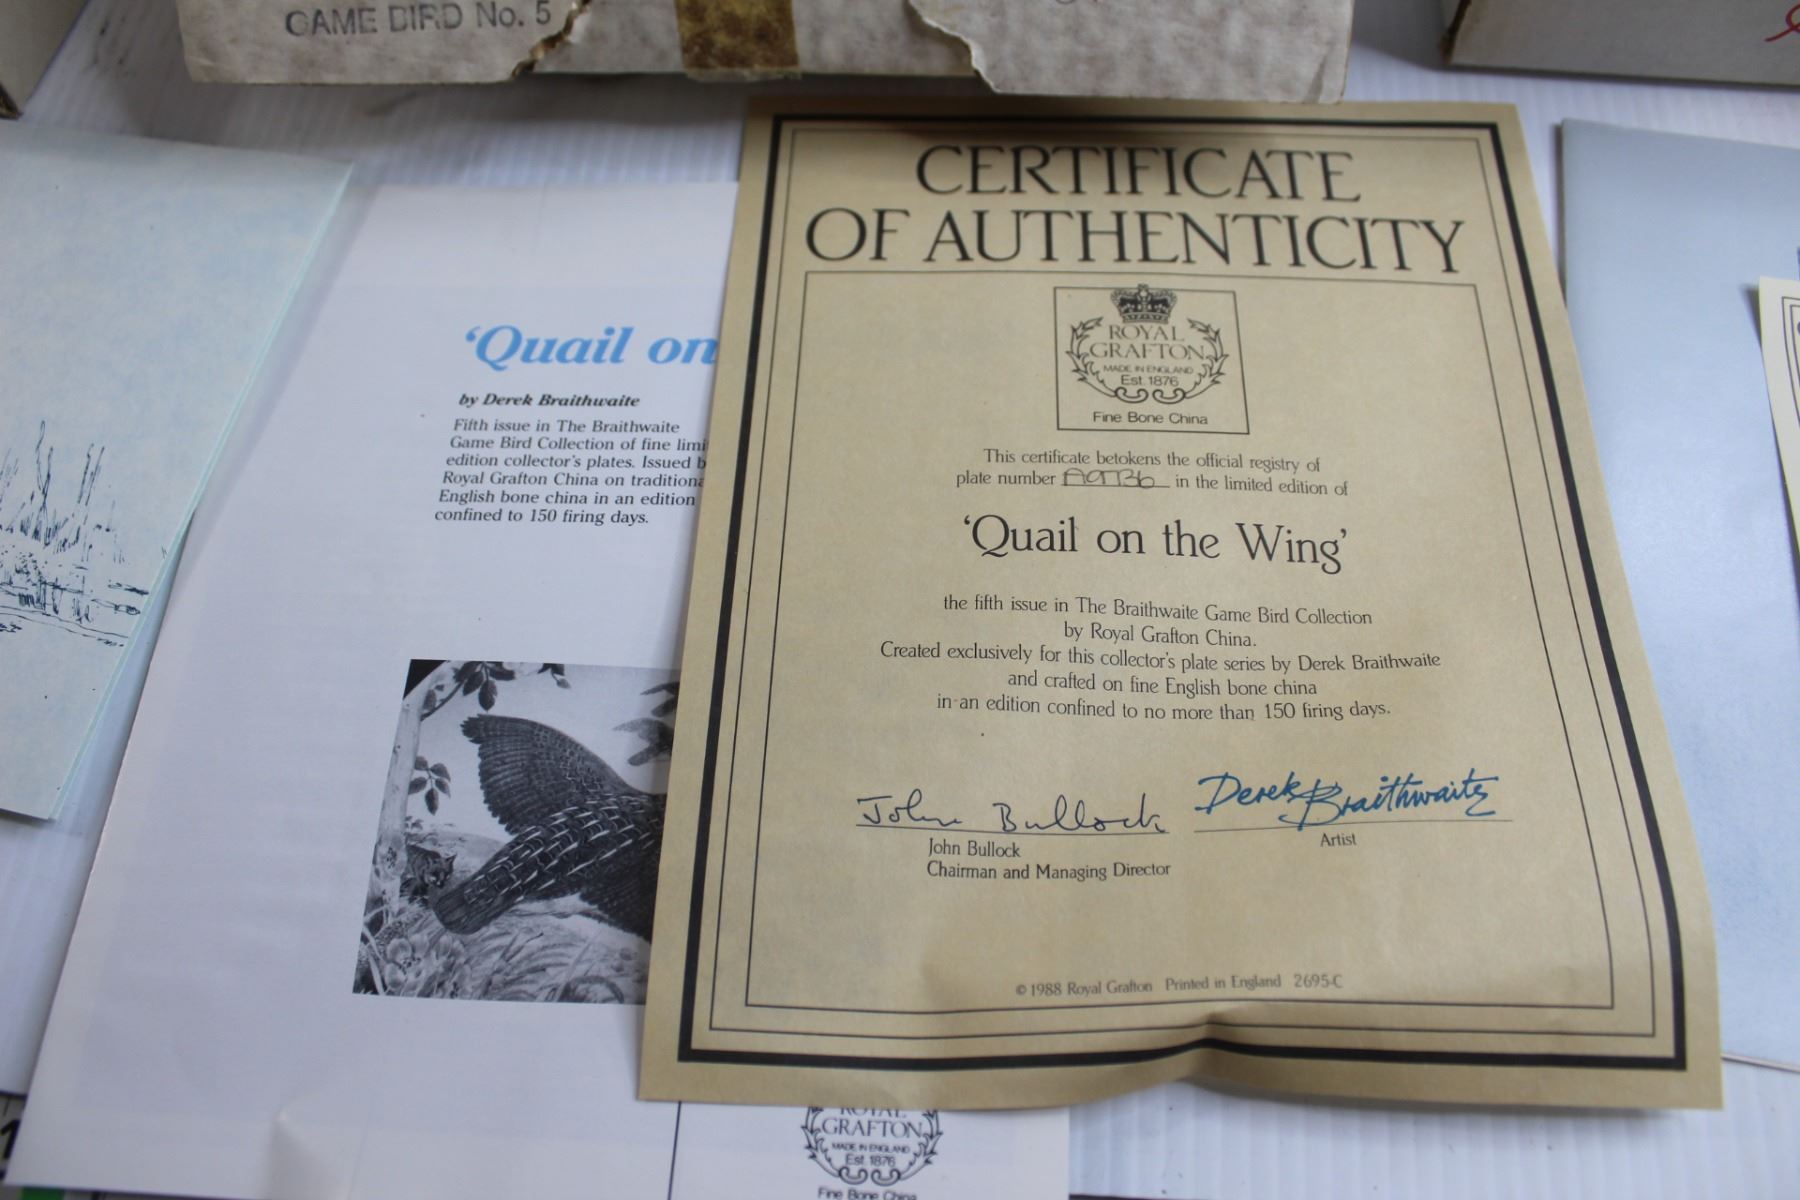 GAME BIRD No. 5
'Quail on
by Derek Braithwaite
Fifth issue in The Braithwaite
Game Bird Collection of fine limi
edition collector's plates. Issued b
Royal Grafton China on traditiona
English bone china in an edition
confined to 150 firing days.
ROYAL
GRAFTON
MADE IN ENGLAND
Est. 1876
Fine Bone China
CERTIFICATE
OF AUTHENTICITY
ROYAL
GRAFTON
MADE IN ENGLAND
Est. 1876
Fine Bone China
This certificate betokens the official registry of
plate number in the limited edition of
'Quail on the Wing'
the fifth issue in The Braithwaite Game Bird Collection
by Royal Grafton China.
Created exclusively for this collector's plate series by Derek Braithwaite
and crafted on fine English bone china
in an edition confined to no more than 150 firing days.
John Bullock
Derek Braithwaite
John Bullock
Artist
Chairman and Managing Director
© 1988 Royal Grafton Printed in England 2695-C